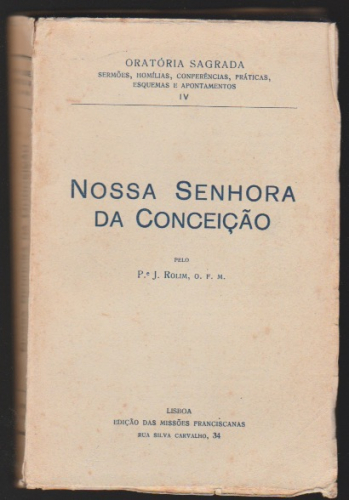 ORATÓRIA SAGRADA
SERMÕES, HOMÍLIAS, CONFERÊNCIAS, PRÁTICAS,
ESQUEMAS E APONTAMENTOS
IV
NOSSA SENHORA
DA CONCEIÇÃO
PELO
P.e J. ROLIM, O. F. M.
LISBOA
EDIÇÃO DAS MISSÕES FRANCISCANAS
RUA SILVA CARVALHO, 34